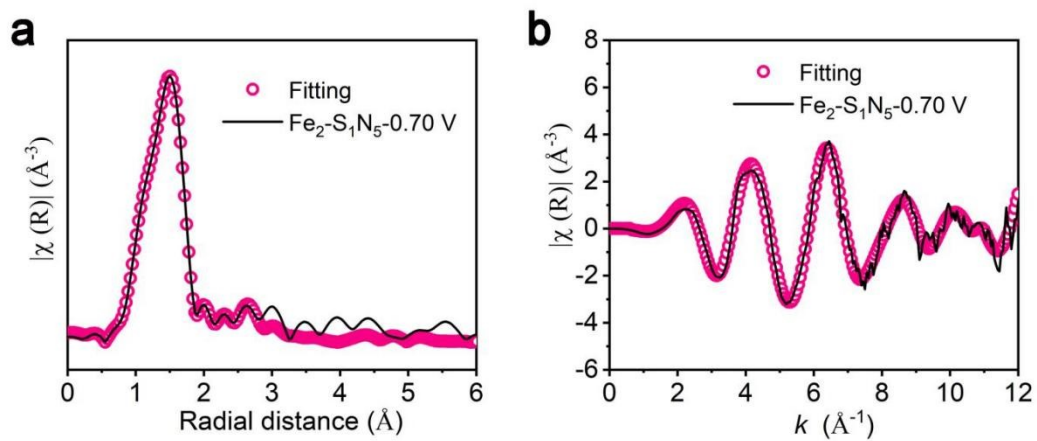 a
|χ (R)| (Å⁻³)
Fitting
Fe₂-S₁N₅-0.70 V
0 1 2 3 4 5 6
Radial distance (Å)
b
|χ (R)| (Å⁻³)
8
6
4
2
0
-2
-4
-6
Fitting
Fe₂-S₁N₅-0.70 V
0 2 4 6 8 10 12
k (Å⁻¹)